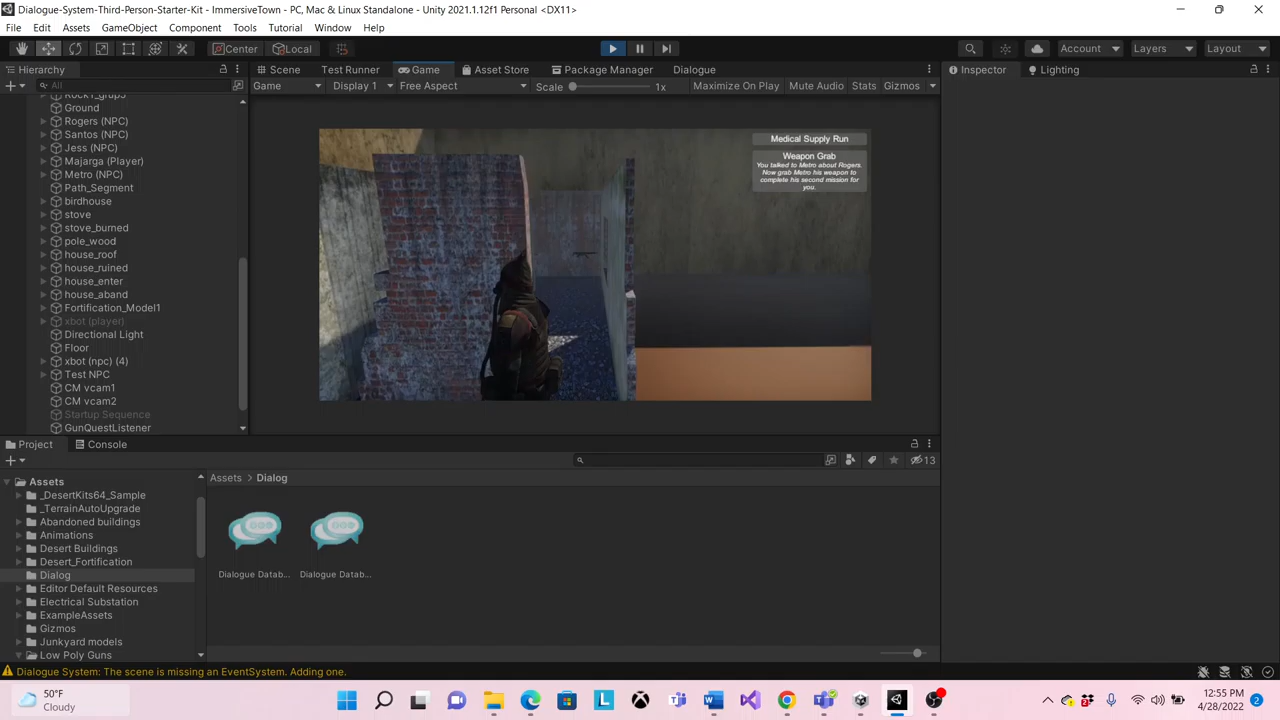 Dialogue-System-Third-Person-Starter-Kit - ImmersiveTown - PC, Mac & Linux Standalone - Unity 2021.1.12f1 Personal <DX11>
File Edit Assets GameObject Component Tools Tutorial Window Help
Center Local Account Layers Layout
Hierarchy Scene Test Runner Game Asset Store Package Manager Dialogue Inspector Lighting
All Game Display 1 Free Aspect Scale 1x Maximize On Play Mute Audio Stats Gizmos
Ground
Rogers (NPC)
Santos (NPC)
Jess (NPC)
Majarga (Player)
Metro (NPC)
Path_Segment
birdhouse
stove
stove_burned
pole_wood
house_roof
house_ruined
house_enter
house_aband
Fortification_Model1
xbot (player)
Directional Light
Floor
xbot (npc) (4)
Test NPC
CM vcam1
CM vcam2
Startup Sequence
GunQuestListener
Medical Supply Run
Weapon Grab
You talked to Metro about Rogers.
Now grab Metro his weapon to
complete his second mission for
you.
Project Console
13
Assets
_DesertKits64_Sample
_TerrainAutoUpgrade
Abandoned buildings
Animations
Desert Buildings
Desert_Fortification
Dialog
Editor Default Resources
Electrical Substation
ExampleAssets
Gizmos
Junkyard models
Low Poly Guns
Assets > Dialog
Dialogue Datab... Dialogue Datab...
Dialogue System: The scene is missing an EventSystem. Adding one.
50°F
Cloudy
12:55 PM
4/28/2022
2